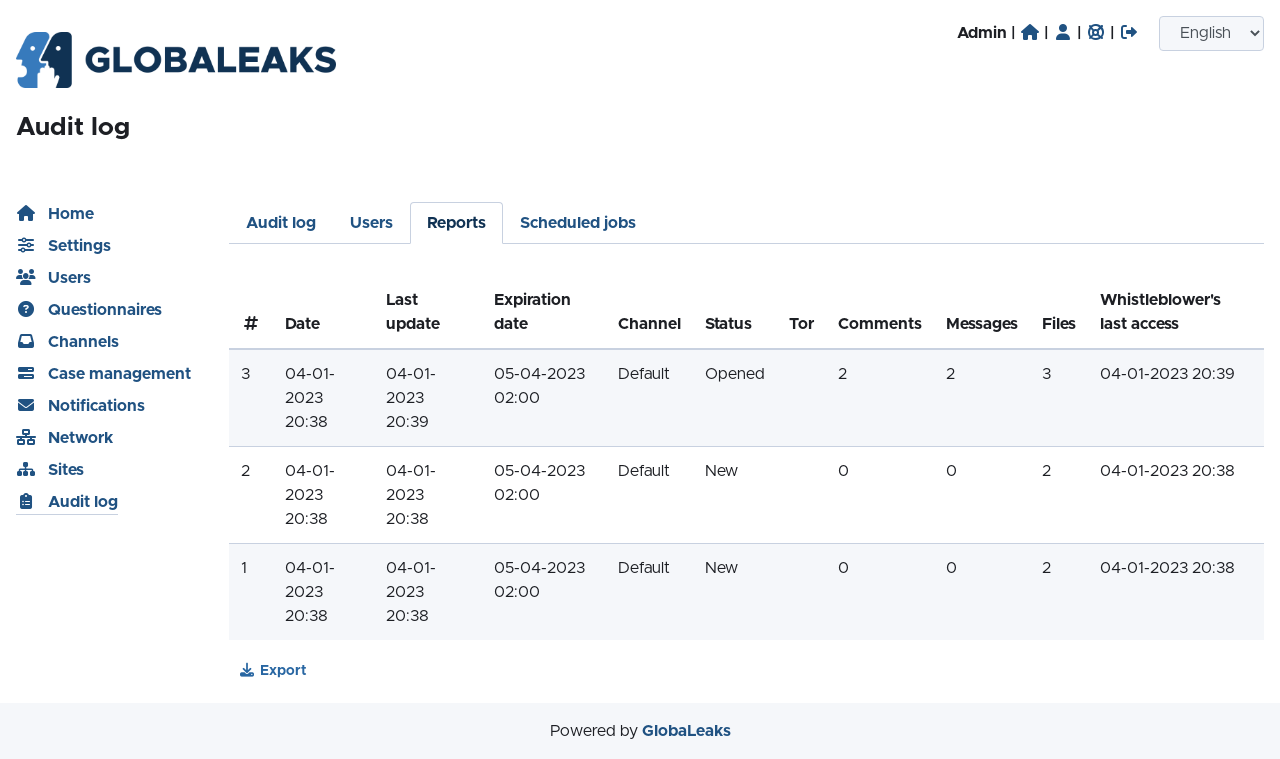 Admin | | | |
English
GLOBALEAKS
Audit log
Home
Settings
Users
Questionnaires
Channels
Case management
Notifications
Network
Sites
Audit log
Audit log Users Reports Scheduled jobs
# Date Last update Expiration date Channel Status Tor Comments Messages Files Whistleblower's last access
3 04-01-2023 20:38 04-01-2023 20:39 05-04-2023 02:00 Default Opened 2 2 3 04-01-2023 20:39
2 04-01-2023 20:38 04-01-2023 20:38 05-04-2023 02:00 Default New 0 0 2 04-01-2023 20:38
1 04-01-2023 20:38 04-01-2023 20:38 05-04-2023 02:00 Default New 0 0 2 04-01-2023 20:38
Export
Powered by GlobaLeaks